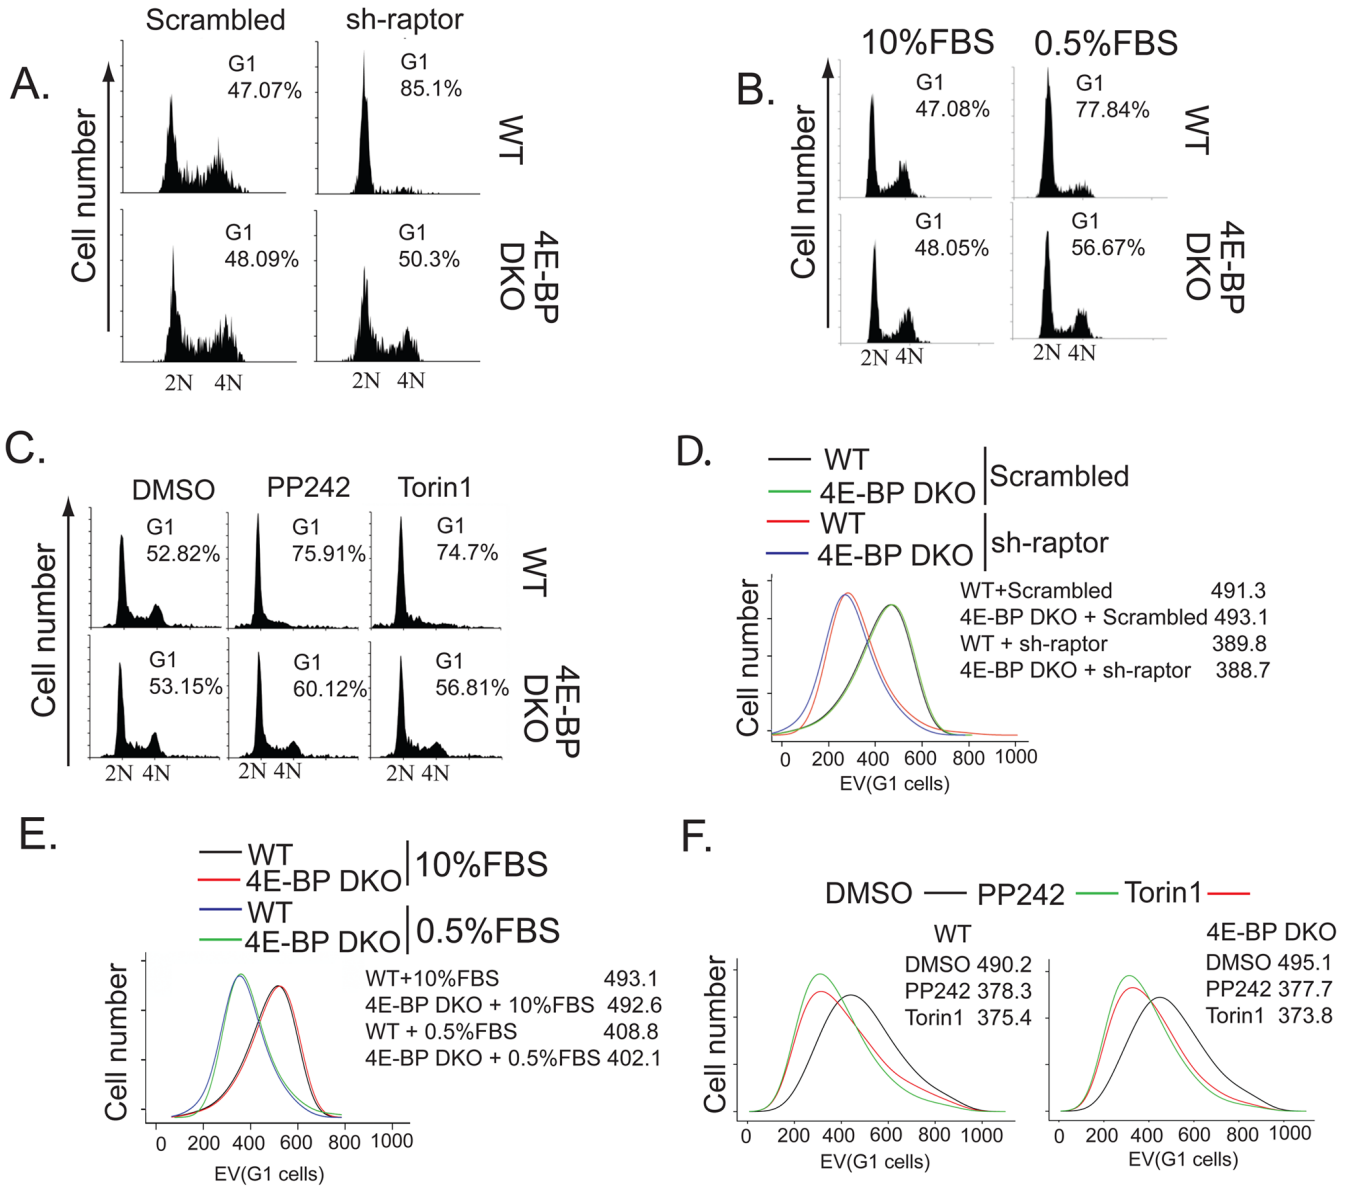 A.
Scrambled
sh-raptor
Cell number
G1
47.07%
G1
85.1%
WT
G1
48.09%
G1
50.3%
4E-BP
DKO
2N 4N
2N 4N
B.
10%FBS
0.5%FBS
Cell number
G1
47.08%
G1
77.84%
WT
G1
48.05%
G1
56.67%
4E-BP
DKO
2N 4N
2N 4N
C.
DMSO
PP242
Torin1
Cell number
G1
52.82%
G1
75.91%
G1
74.7%
WT
G1
53.15%
G1
60.12%
G1
56.81%
4E-BP
DKO
2N 4N
2N 4N
2N 4N
D.
WT
4E-BP DKO
Scrambled
WT
4E-BP DKO
sh-raptor
Cell number
WT+Scrambled 491.3
4E-BP DKO + Scrambled 493.1
WT + sh-raptor 389.8
4E-BP DKO + sh-raptor 388.7
0 200 400 600 800 1000
EV(G1 cells)
E.
WT
4E-BP DKO
10%FBS
WT
4E-BP DKO
0.5%FBS
Cell number
WT+10%FBS 493.1
4E-BP DKO + 10%FBS 492.6
WT + 0.5%FBS 408.8
4E-BP DKO + 0.5%FBS 402.1
0 200 400 600 800 1000
EV(G1 cells)
F.
DMSO PP242 Torin1
Cell number
WT
DMSO 490.2
PP242 378.3
Torin1 375.4
0 200 400 600 800 1000
EV(G1 cells)
4E-BP DKO
DMSO 495.1
PP242 377.7
Torin1 373.8
0 200 400 600 800 1000
EV(G1 cells)